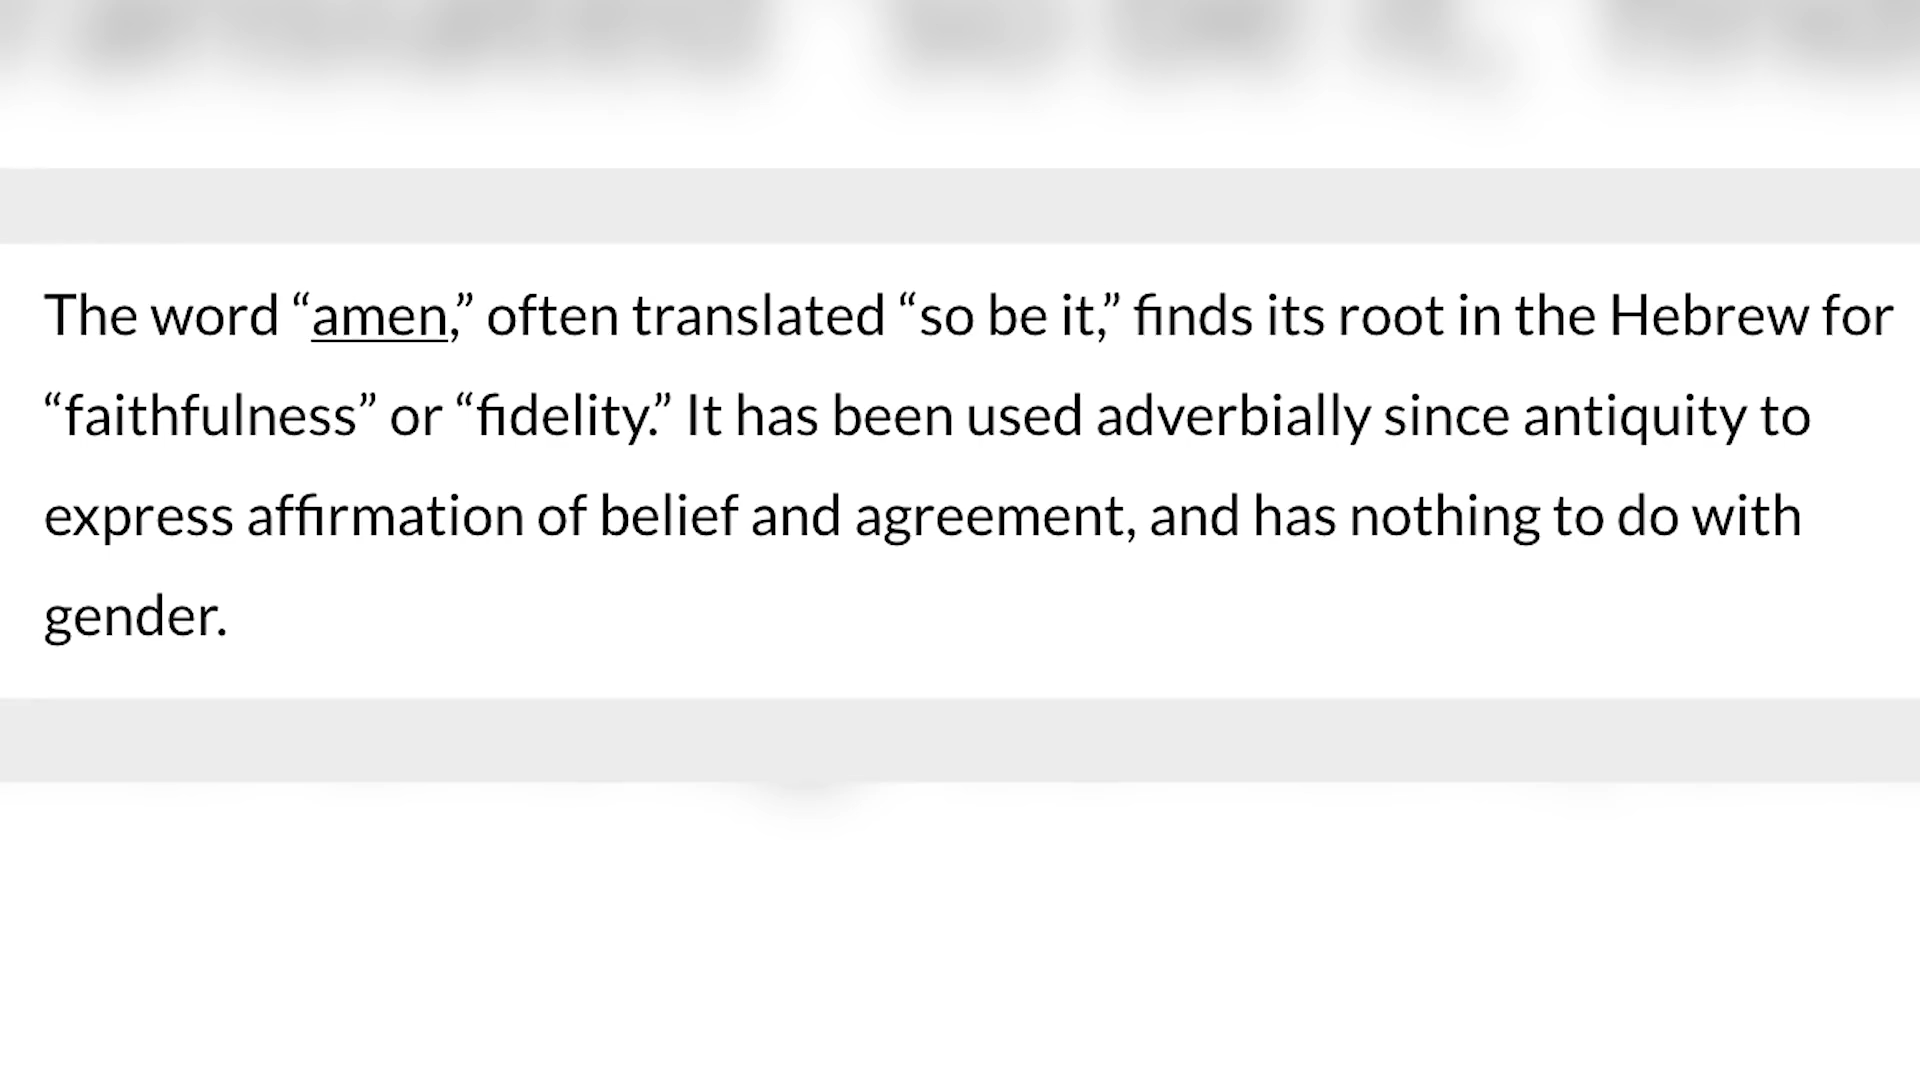 The word “amen,” often translated “so be it,” finds its root in the Hebrew for
“faithfulness” or “fidelity.” It has been used adverbially since antiquity to
express affirmation of belief and agreement, and has nothing to do with
gender.